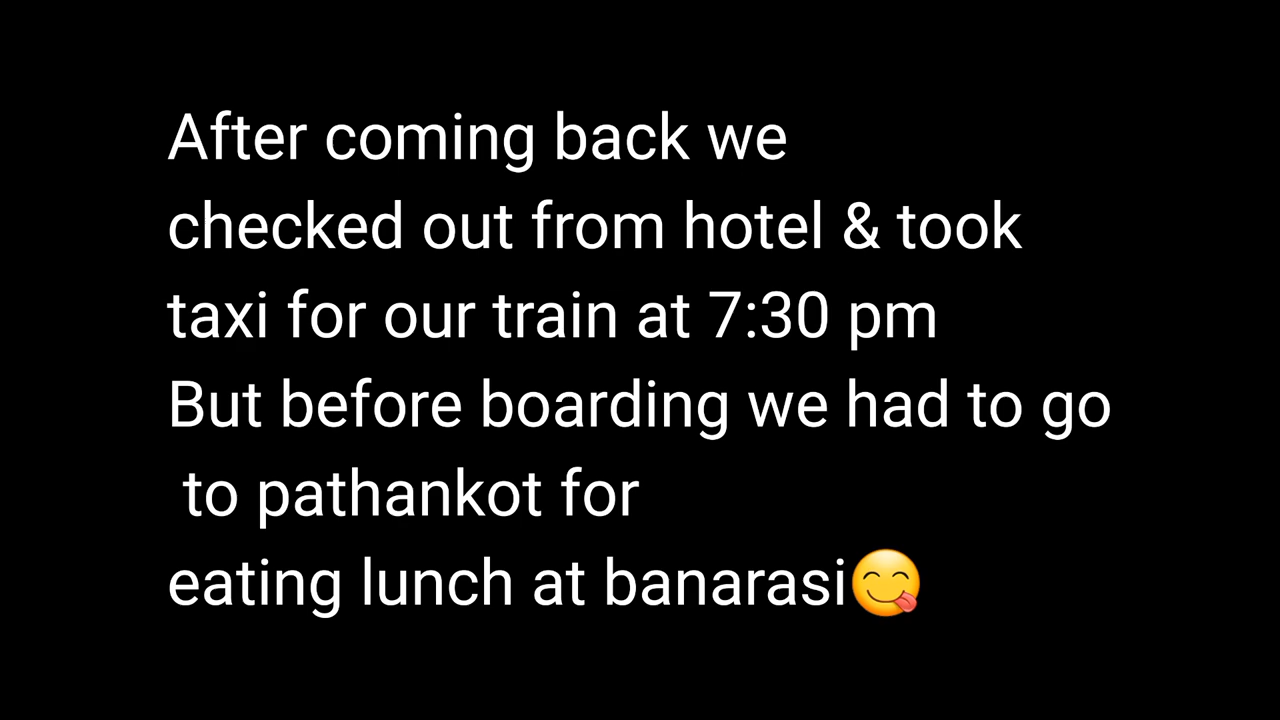 After coming back we
checked out from hotel & took
taxi for our train at 7:30 pm
But before boarding we had to go
to pathankot for
eating lunch at banarasi😋